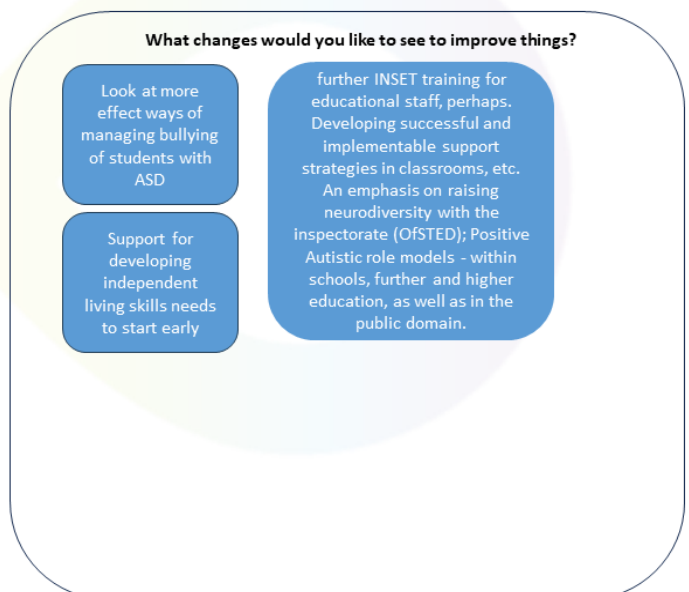 What changes would you like to see to improve things?
Look at more
effect ways of
managing bullying
of students with
ASD
Support for
developing
independent
living skills needs
to start early
further INSET training for
educational staff, perhaps.
Developing successful and
implementable support
strategies in classrooms, etc.
An emphasis on raising
neurodiversity with the
inspectorate (OfSTED); Positive
Autistic role models - within
schools, further and higher
education, as well as in the
public domain.